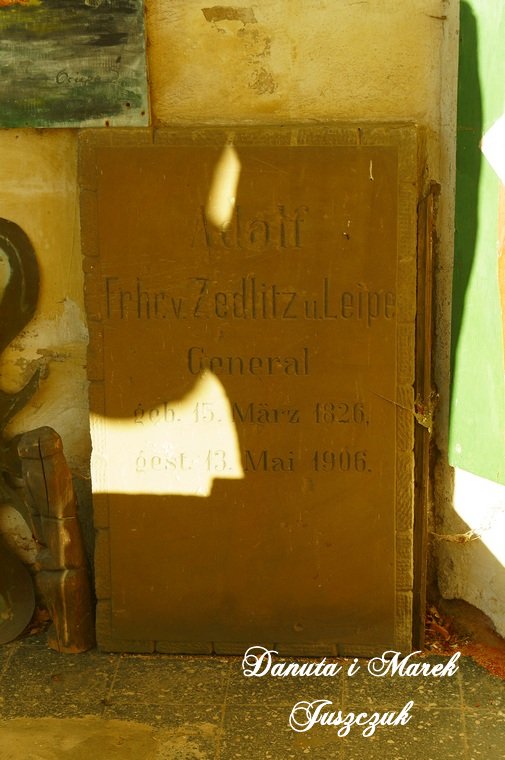 Adolf
Frhr. v. Zedlitz u. Leipe
General
geb. 15. März 1826,
gest. 13. Mai 1906.
Danuta i Marek
Juszczuk